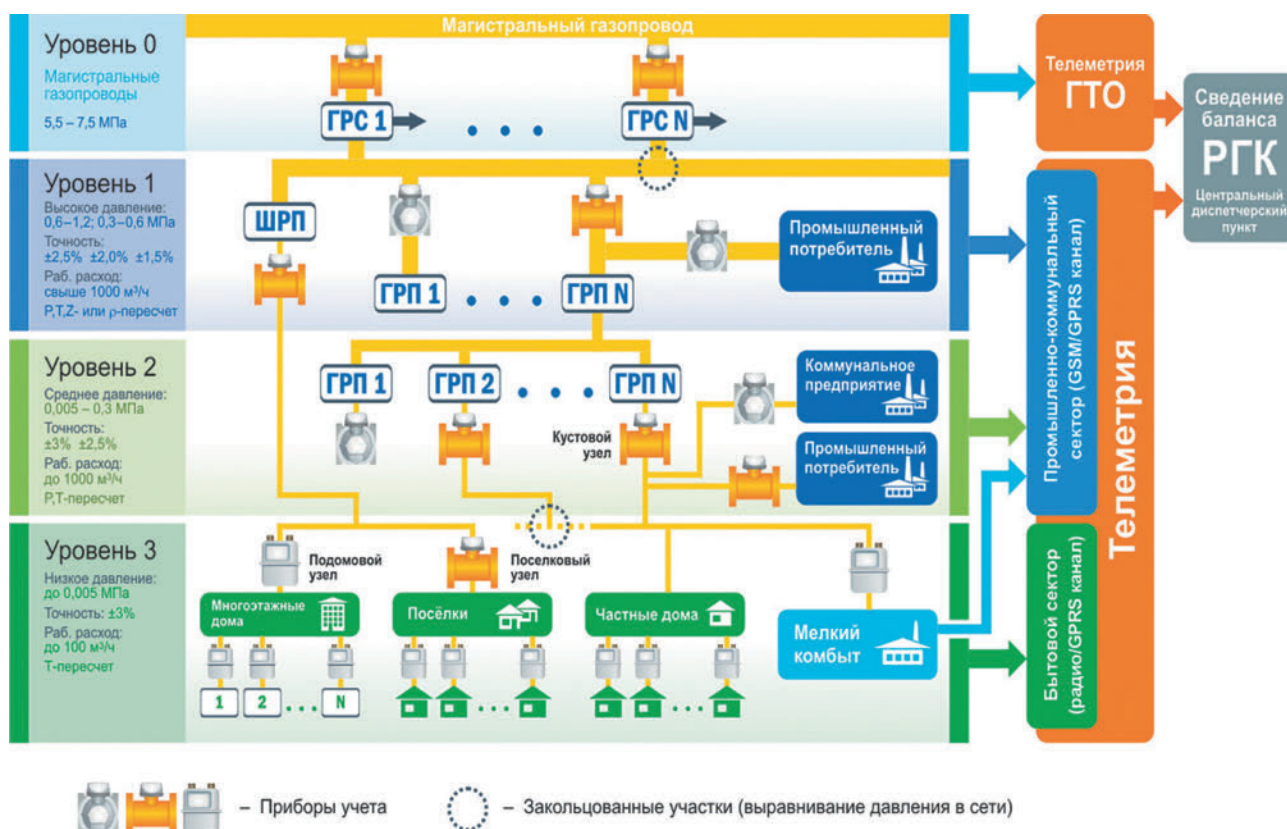 Уровень 0
Магистральные
газопроводы
5,5 – 7,5 МПа
Магистральный газопровод
ГРС 1
• • •
ГРС N
Телеметрия
ГТО
Сведение
баланса
РГК
Центральный
диспетчерский
пункт
Уровень 1
Высокое давление:
0,6–1,2; 0,3–0,6 МПа
Точность:
±2,5% ±2,0% ±1,5%
Раб. расход:
свыше 1000 м³/ч
P,T,Z- или ρ-пересчет
ШРП
ГРП 1
• • •
ГРП N
Промышленный
потребитель
Уровень 2
Среднее давление:
0,005 – 0,3 МПа
Точность:
±3% ±2,5%
Раб. расход:
до 1000 м³/ч
P,T-пересчет
ГРП 1
ГРП 2
• • •
ГРП N
Кустовой
узел
Коммунальное
предприятие
Промышленный
потребитель
Уровень 3
Низкое давление:
до 0,005 МПа
Точность: ±3%
Раб. расход:
до 100 м³/ч
Т-пересчет
Подомовой
узел
Поселковый
узел
Многоэтажные
дома
Посёлки
Частные дома
Мелкий
комбыт
1
2
...
N
Промышленно-коммунальный
сектор (GSM/GPRS канал)
Бытовой сектор
(радио/GPRS канал)
Телеметрия
– Приборы учета
– Закольцованные участки (выравнивание давления в сети)